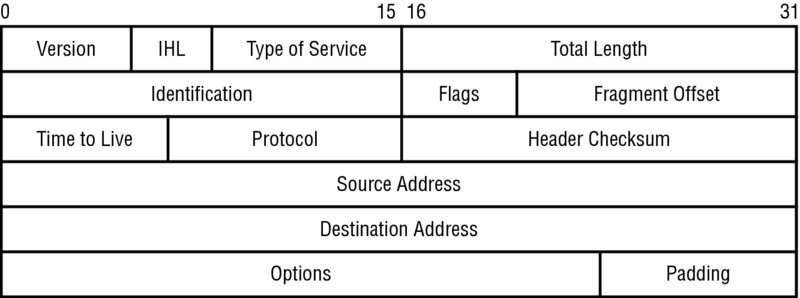 0 15 16 31
Version IHL Type of Service Total Length
Identification Flags Fragment Offset
Time to Live Protocol Header Checksum
Source Address
Destination Address
Options Padding